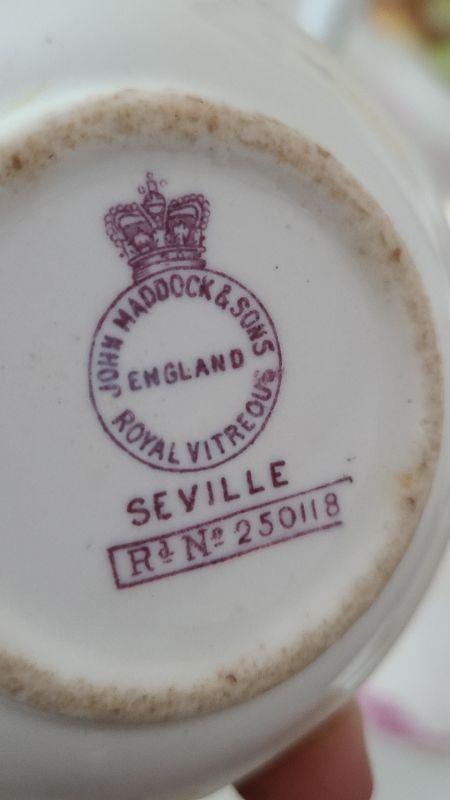 JOHN MADDOCK & SONS
ENGLAND
ROYAL VITREOUS
SEVILLE
Rd No 250118